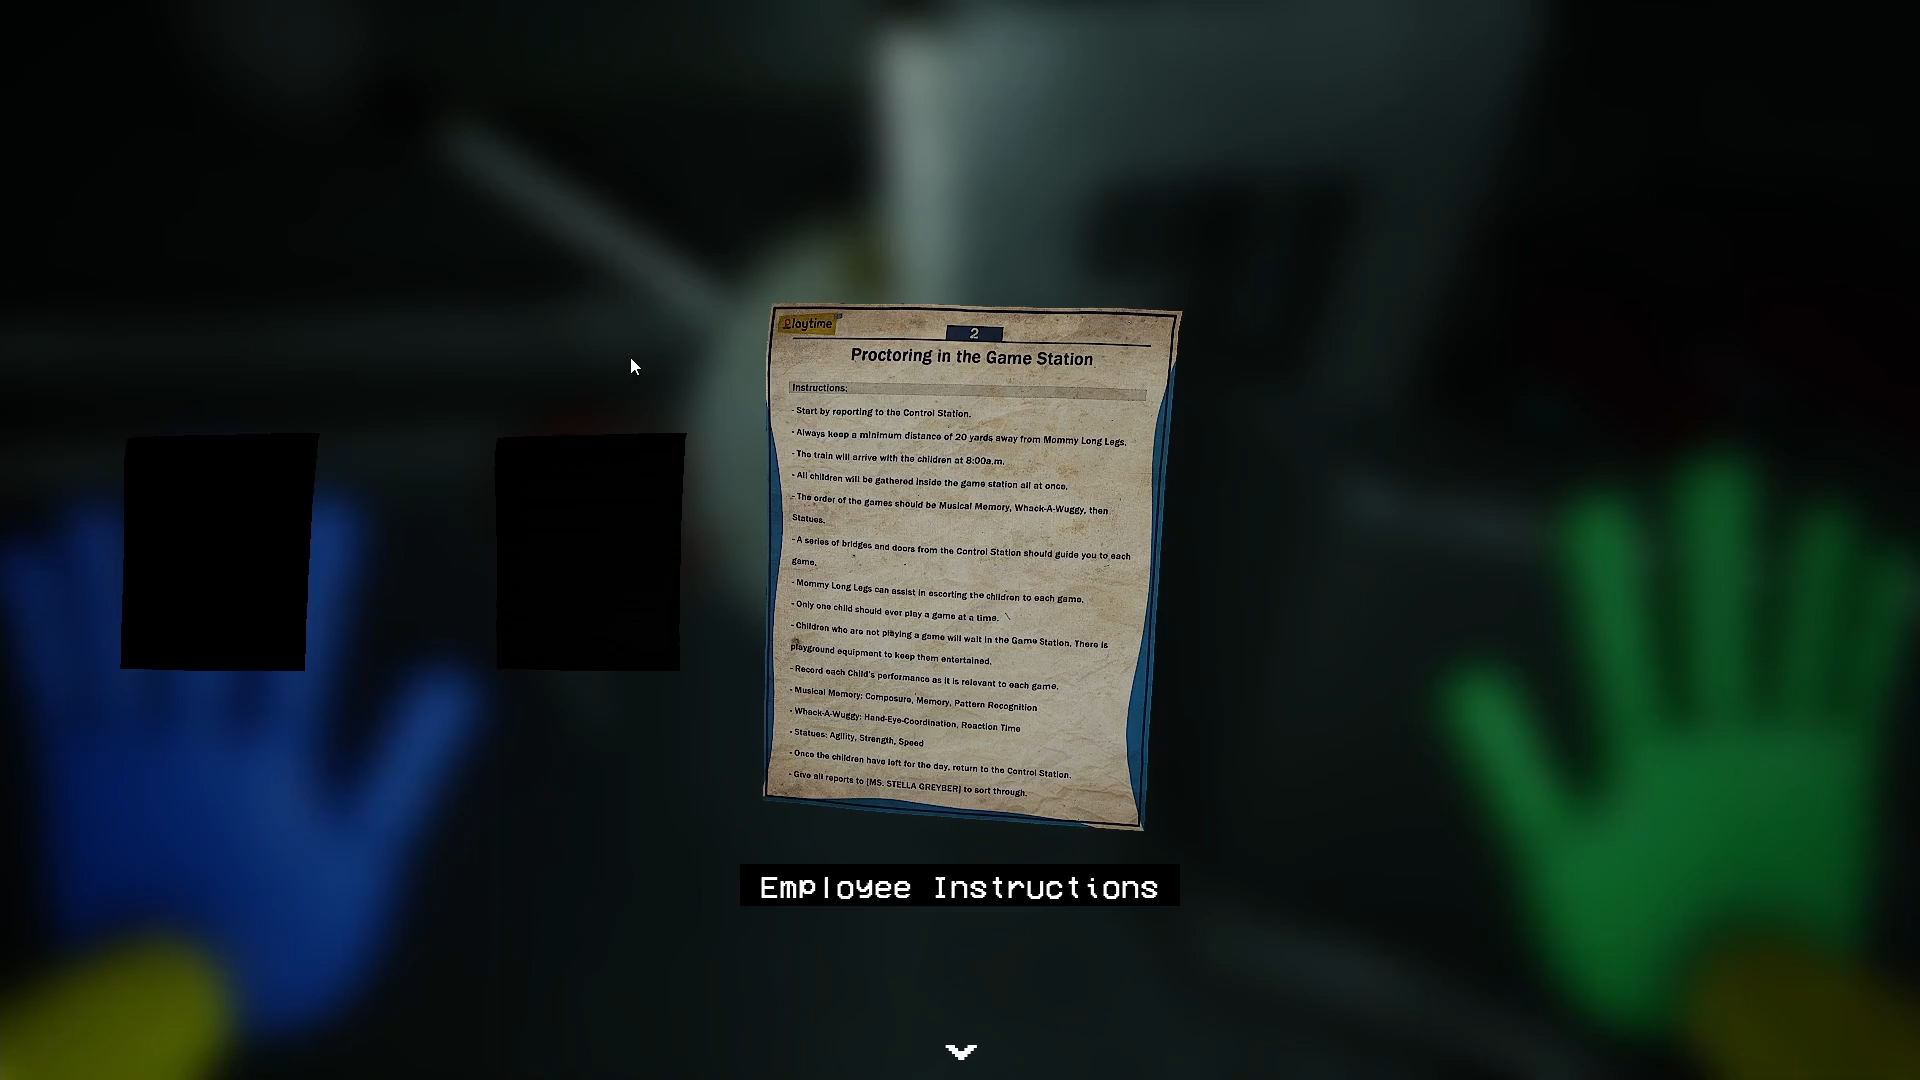 Playtime
2
Proctoring in the Game Station
Instructions:
- Start by reporting to the Control Station.
- Always keep a minimum distance of 20 yards away from Mommy Long Legs.
- The train will arrive with the children at 8:00a.m.
- All children will be gathered inside the game station all at once.
- The order of the games should be Musical Memory, Whack-A-Wuggy, then
Statues.
- A series of bridges and doors from the Control Station should guide you to each
game.
- Mommy Long Legs can assist in escorting the children to each game.
- Only one child should ever play a game at a time.
- Children who are not playing a game will wait in the Game Station. There is
playground equipment to keep them entertained.
- Record each Child's performance as it is relevant to each game.
- Musical Memory: Composure, Memory, Pattern Recognition
- Whack-A-Wuggy: Hand-Eye-Coordination, Reaction Time
- Statues: Agility, Strength, Speed
- Once the children have left for the day, return to the Control Station.
- Give all reports to [MS. STELLA GREYBER] to sort through.
Employee Instructions